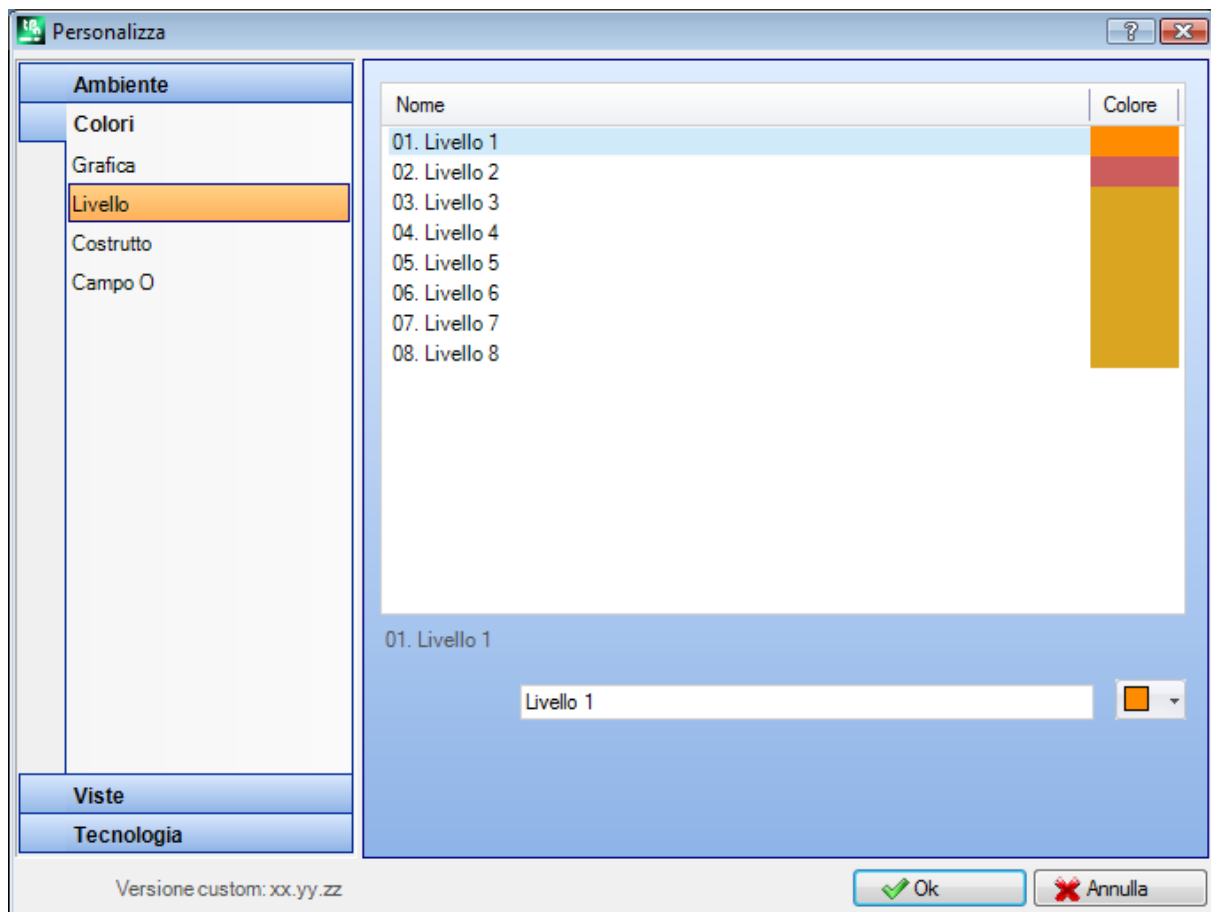 Personalizza
Ambiente
Colori
Grafica
Livello
Costrutto
Campo O
Viste
Tecnologia
Nome Colore
01. Livello 1
02. Livello 2
03. Livello 3
04. Livello 4
05. Livello 5
06. Livello 6
07. Livello 7
08. Livello 8
01. Livello 1
Livello 1
Versione custom: xx.yy.zz
Ok
Annulla